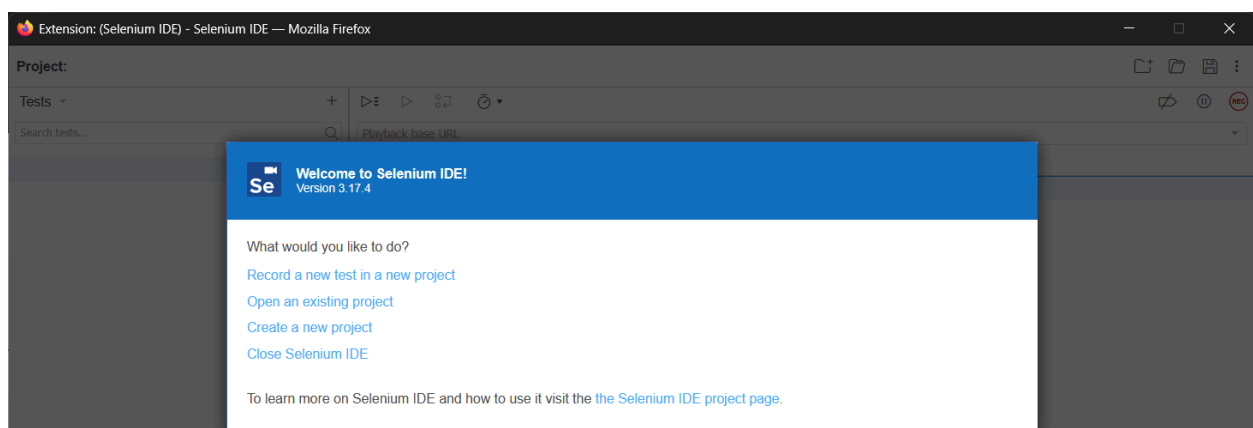 Extension: (Selenium IDE) - Selenium IDE — Mozilla Firefox
Project:
Tests
Search tests...
Playback base URL
REC
Se
Welcome to Selenium IDE!
Version 3.17.4
What would you like to do?
Record a new test in a new project
Open an existing project
Create a new project
Close Selenium IDE
To learn more on Selenium IDE and how to use it visit the the Selenium IDE project page.